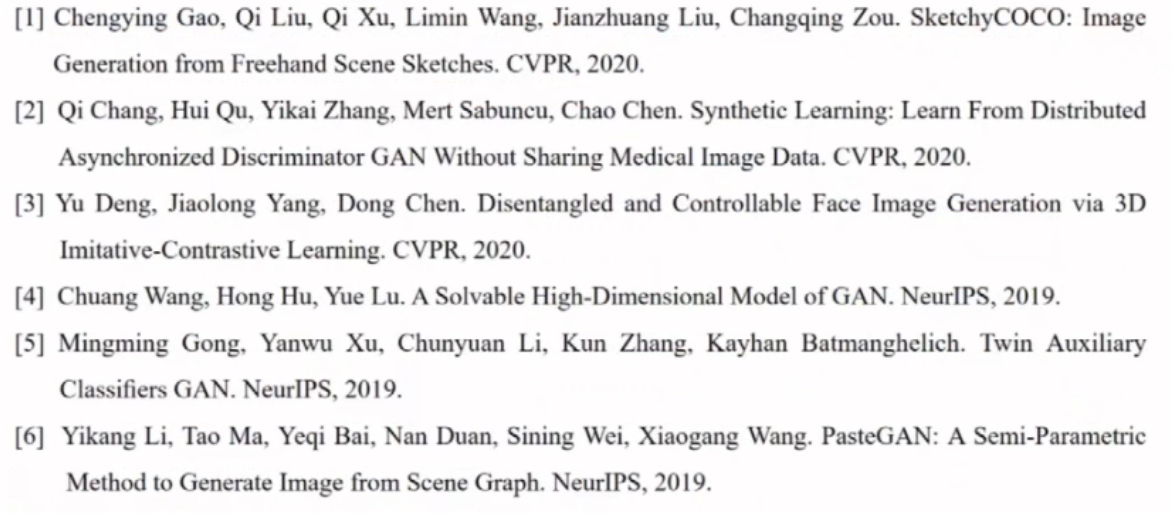 [1] Chengying Gao, Qi Liu, Qi Xu, Limin Wang, Jianzhuang Liu, Changqing Zou. SketchyCOCO: Image
Generation from Freehand Scene Sketches. CVPR, 2020.
[2] Qi Chang, Hui Qu, Yikai Zhang, Mert Sabuncu, Chao Chen. Synthetic Learning: Learn From Distributed
Asynchronized Discriminator GAN Without Sharing Medical Image Data. CVPR, 2020.
[3] Yu Deng, Jiaolong Yang, Dong Chen. Disentangled and Controllable Face Image Generation via 3D
Imitative-Contrastive Learning. CVPR, 2020.
[4] Chuang Wang, Hong Hu, Yue Lu. A Solvable High-Dimensional Model of GAN. NeurIPS, 2019.
[5] Mingming Gong, Yanwu Xu, Chunyuan Li, Kun Zhang, Kayhan Batmanghelich. Twin Auxiliary
Classifiers GAN. NeurIPS, 2019.
[6] Yikang Li, Tao Ma, Yeqi Bai, Nan Duan, Sining Wei, Xiaogang Wang. PasteGAN: A Semi-Parametric
Method to Generate Image from Scene Graph. NeurIPS, 2019.